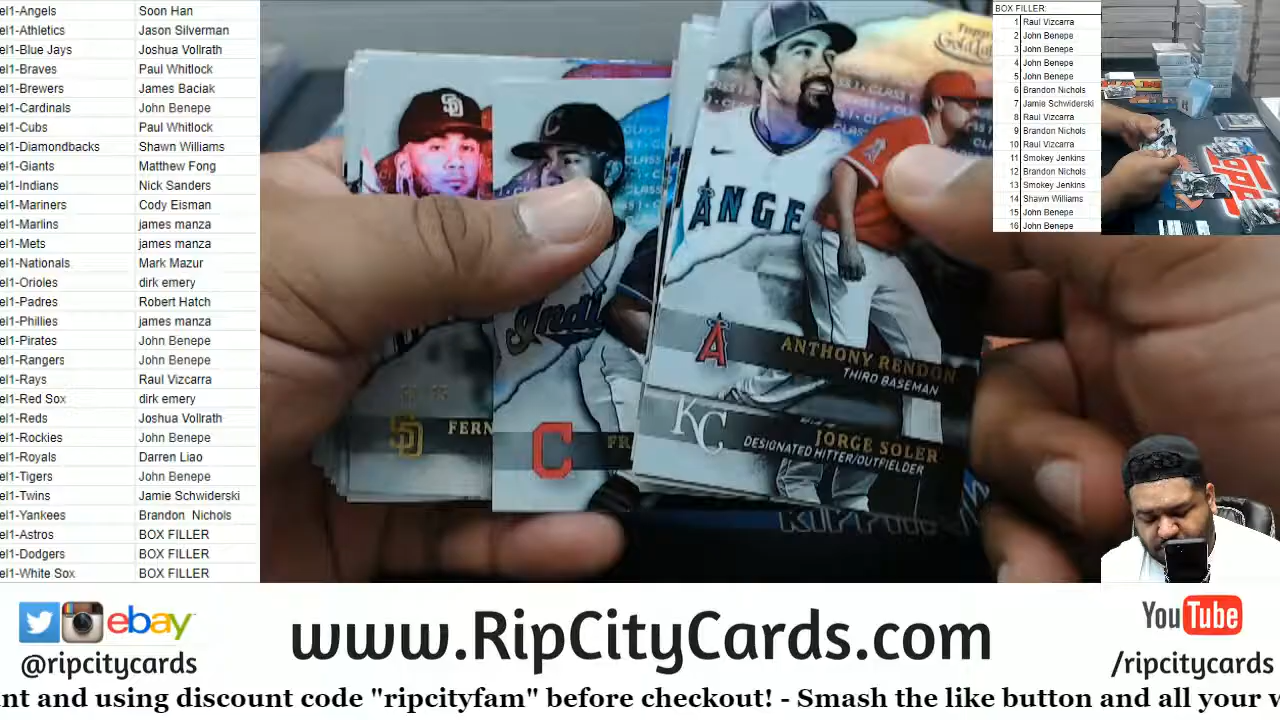 el1-Angels Soon Han
el1-Athletics Jason Silverman
el1-Blue Jays Joshua Vollrath
el1-Braves Paul Whitlock
el1-Brewers James Baciak
el1-Cardinals John Benepe
el1-Cubs Paul Whitlock
el1-Diamondbacks Shawn Williams
el1-Giants Matthew Fong
el1-Indians Nick Sanders
el1-Mariners Cody Eisman
el1-Marlins james manza
el1-Mets james manza
el1-Nationals Mark Mazur
el1-Orioles dirk emery
el1-Padres Robert Hatch
el1-Phillies james manza
el1-Pirates John Benepe
el1-Rangers John Benepe
el1-Rays Raul Vizcarra
el1-Red Sox dirk emery
el1-Reds Joshua Vollrath
el1-Rockies John Benepe
el1-Royals Darren Liao
el1-Tigers John Benepe
el1-Twins Jamie Schwiderski
el1-Yankees Brandon Nichols
el1-Astros BOX FILLER
el1-Dodgers BOX FILLER
el1-White Sox BOX FILLER
SD
FERN
C
Indi
C
FR
CLASS
ANGE
A
ANTHONY RENDON
THIRD BASEMAN
KC
JORGE SOLER
DESIGNATED HITTER/OUTFIELDER
BOX FILLER:
1 Raul Vizcarra
2 John Benepe
3 John Benepe
4 John Benepe
5 John Benepe
6 Brandon Nichols
7 Jamie Schwiderski
8 Raul Vizcarra
9 Brandon Nichols
10 Raul Vizcarra
11 Smokey Jenkins
12 Brandon Nichols
13 Smokey Jenkins
14 Shawn Williams
15 John Benepe
16 John Benepe
ebay
@ripcitycards
www.RipCityCards.com
YouTube
/ripcitycards
nt and using discount code "ripcityfam" before checkout! - Smash the like button and all your